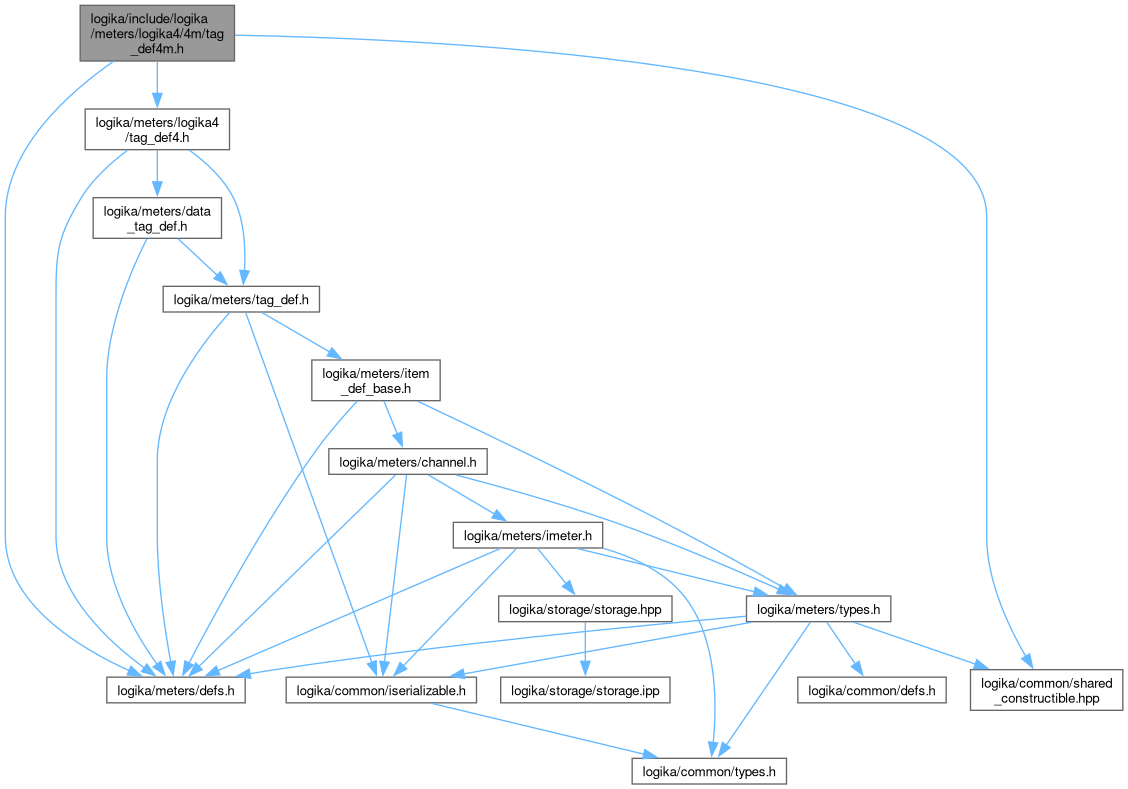 logika/include/logika
/meters/logika4/4m/tag
_def4m.h
logika/meters/logika4
/tag_def4.h
logika/meters/data
_tag_def.h
logika/meters/tag_def.h
logika/meters/item
_def_base.h
logika/meters/channel.h
logika/meters/imeter.h
logika/storage/storage.hpp
logika/meters/types.h
logika/meters/defs.h
logika/common/iserializable.h
logika/storage/storage.ipp
logika/common/defs.h
logika/common/shared
_constructible.hpp
logika/common/types.h